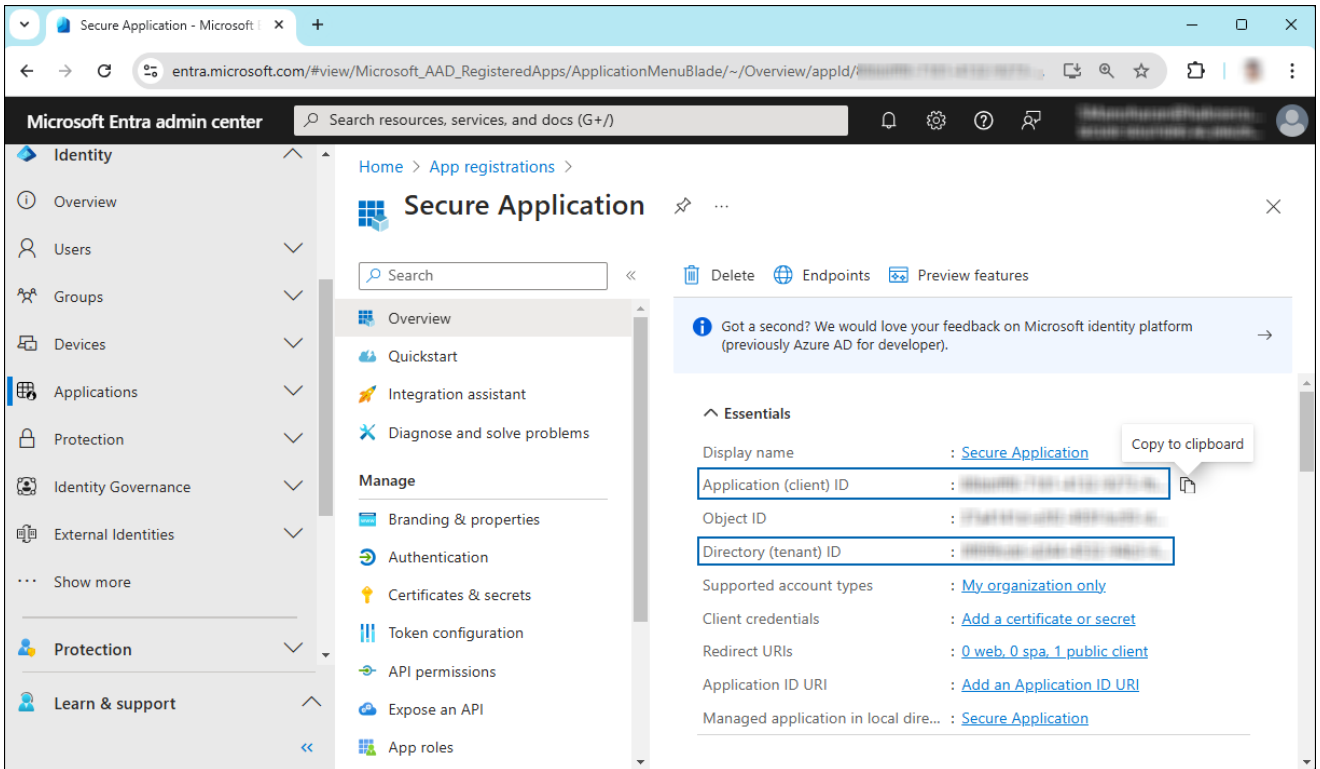 Secure Application - Microsoft E
entra.microsoft.com/#view/Microsoft_AAD_RegisteredApps/ApplicationMenuBlade/~/Overview/appId/
Microsoft Entra admin center
Search resources, services, and docs (G+/)
Identity
Overview
Users
Groups
Devices
Applications
Protection
Identity Governance
External Identities
Show more
Protection
Learn & support
Home > App registrations >
Secure Application
Search
Overview
Quickstart
Integration assistant
Diagnose and solve problems
Manage
Branding & properties
Authentication
Certificates & secrets
Token configuration
API permissions
Expose an API
App roles
Delete Endpoints Preview features
Got a second? We would love your feedback on Microsoft identity platform
(previously Azure AD for developer).
Essentials
Copy to clipboard
Display name : Secure Application
Application (client) ID :
Object ID :
Directory (tenant) ID :
Supported account types : My organization only
Client credentials : Add a certificate or secret
Redirect URIs : 0 web, 0 spa, 1 public client
Application ID URI : Add an Application ID URI
Managed application in local dire... : Secure Application